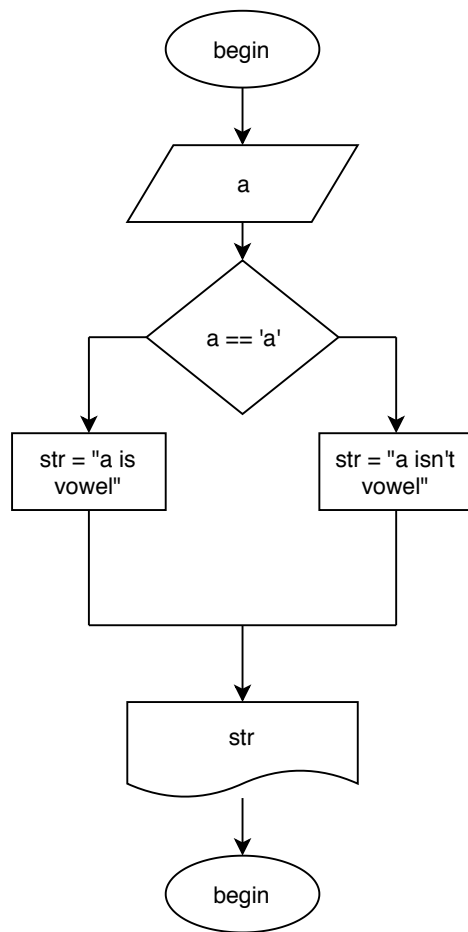 begin
a
a == 'a'
str = "a is
vowel"
str = "a isn't
vowel"
str
begin